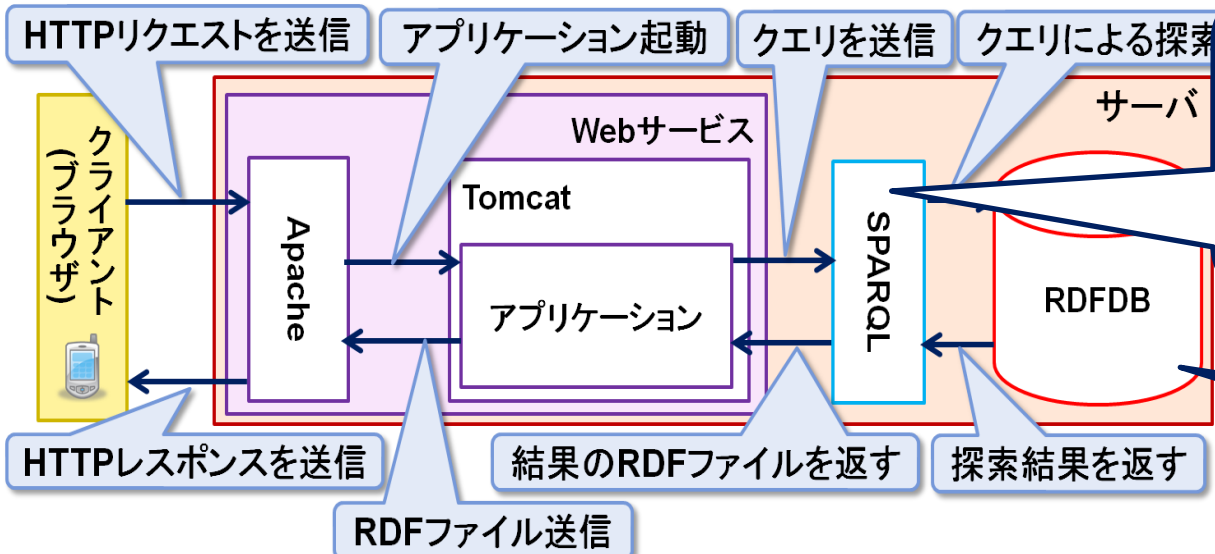 HTTPリクエストを送信
アプリケーション起動
クエリを送信
クエリによる探索
サーバ
Webサービス
クライアント
(ブラウザ)
Apache
Tomcat
アプリケーション
SPARQL
RDFDB
HTTPレスポンスを送信
RDFファイル送信
結果のRDFファイルを返す
探索結果を返す